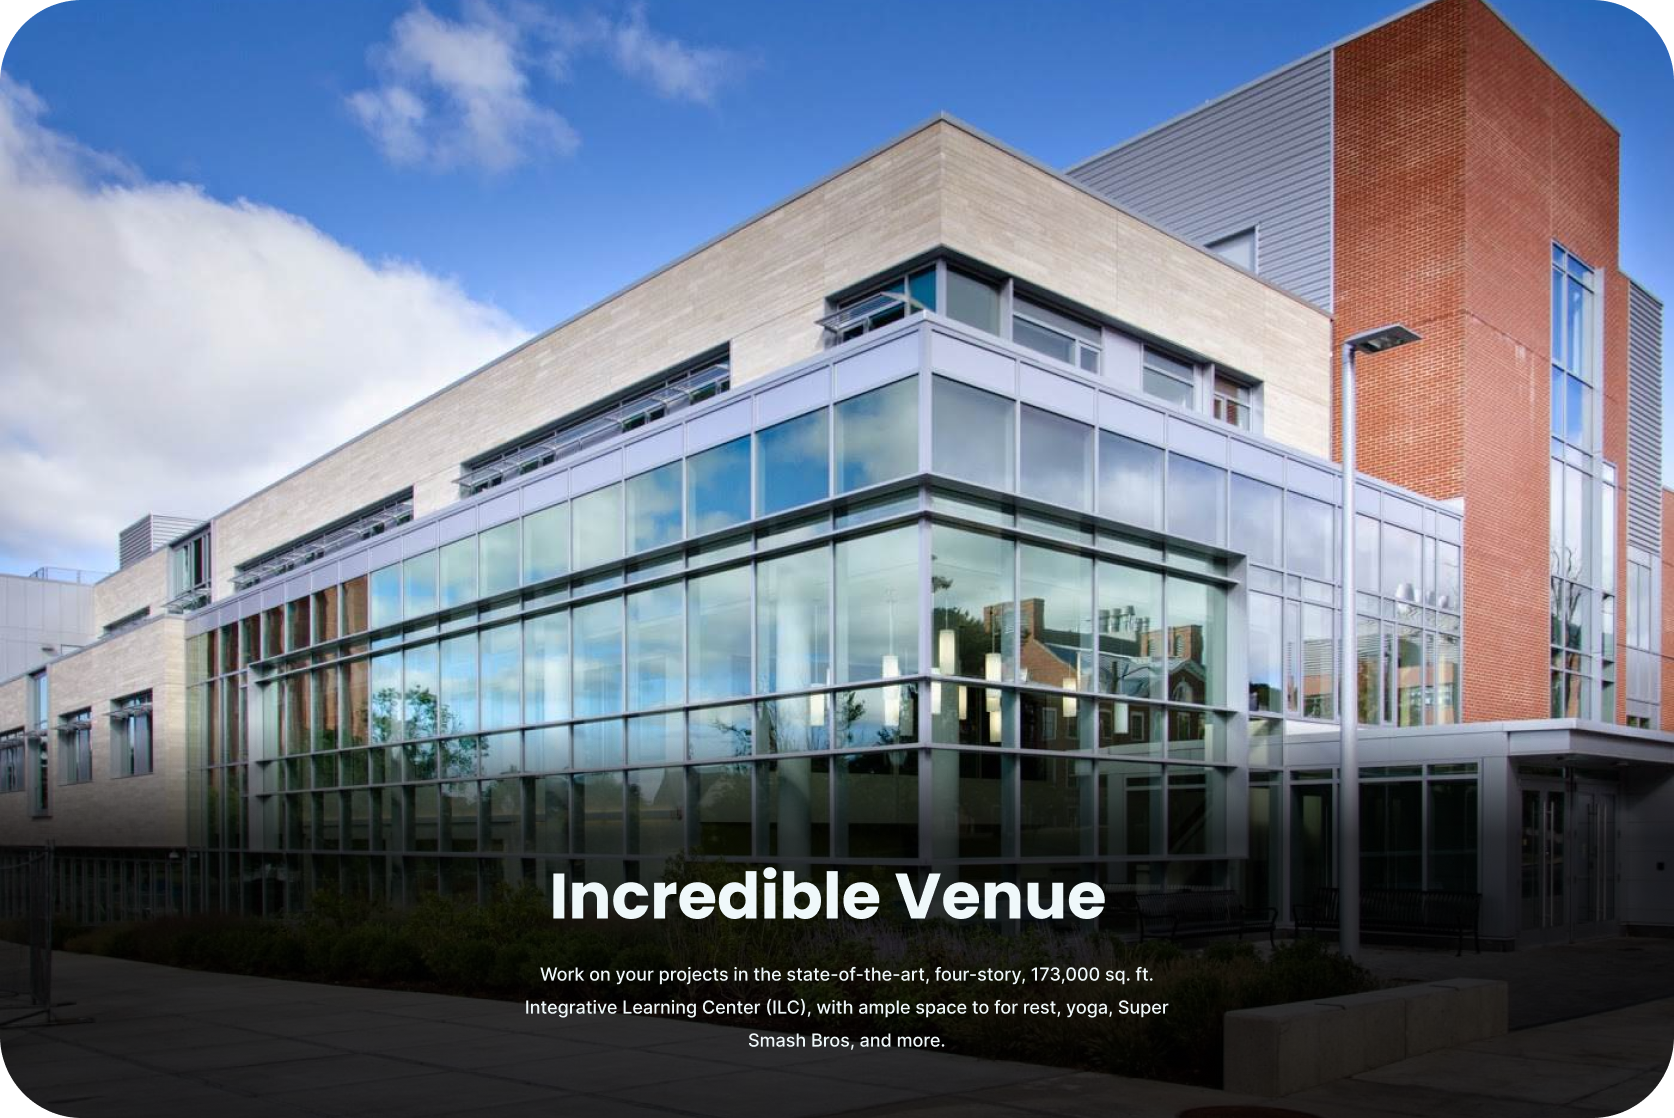 Incredible Venue
Work on your projects in the state-of-the-art, four-story, 173,000 sq. ft.
Integrative Learning Center (ILC), with ample space to for rest, yoga, Super
Smash Bros, and more.